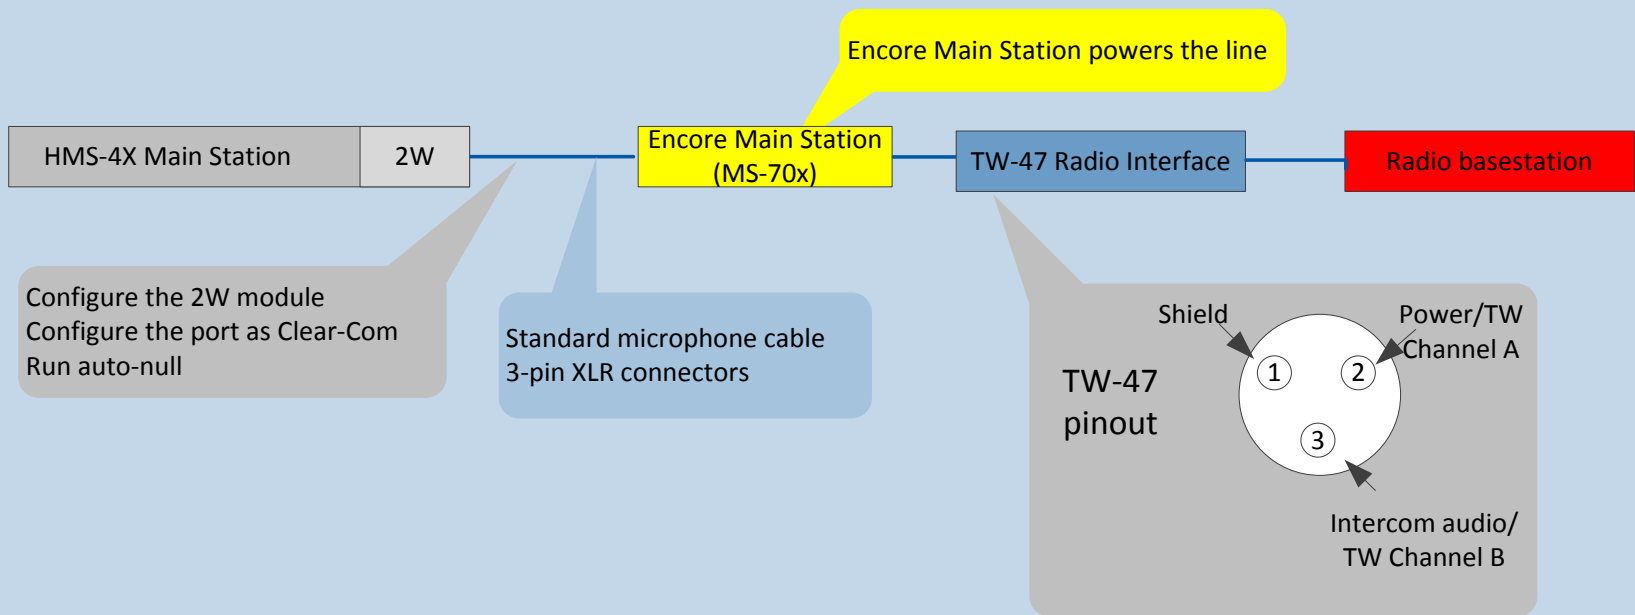 Encore Main Station powers the line
HMS-4X Main Station
2W
Encore Main Station
(MS-70x)
TW-47 Radio Interface
Radio basestation
Configure the 2W module
Configure the port as Clear-Com
Run auto-null
Standard microphone cable
3-pin XLR connectors
TW-47
pinout
Shield
Power/TW
Channel A
1
2
3
Intercom audio/
TW Channel B